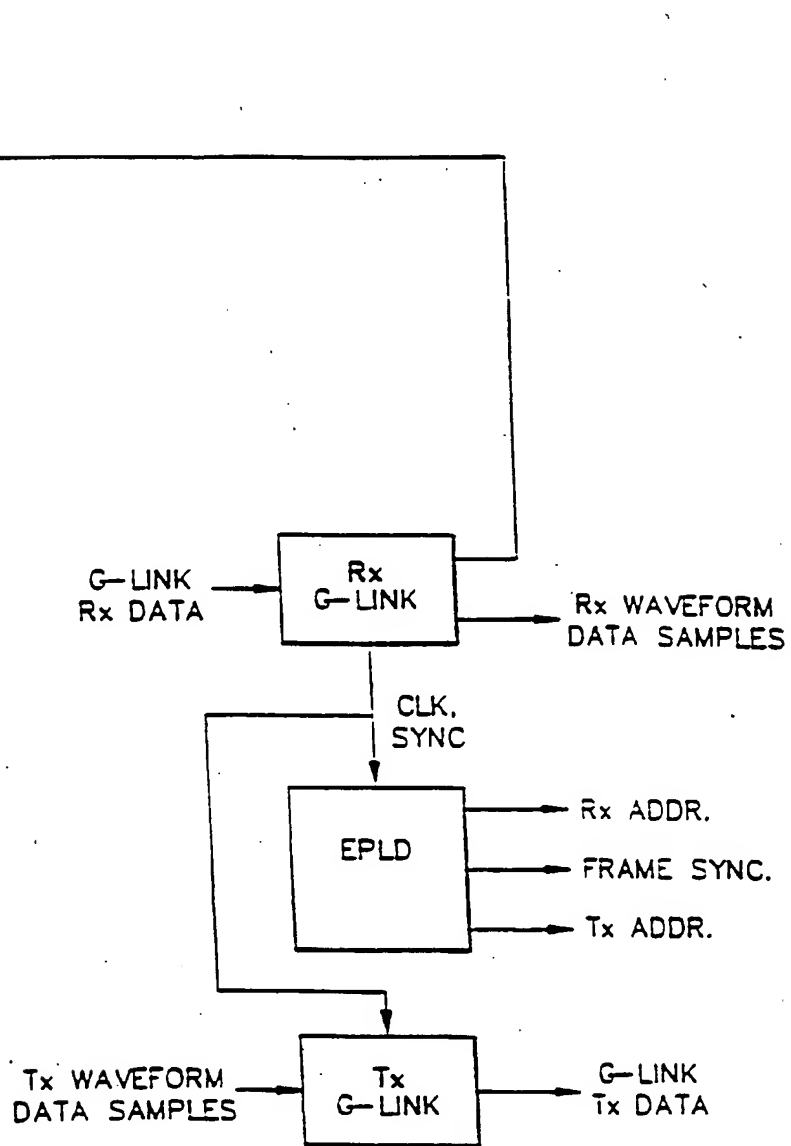 G-LINK
Rx DATA
Rx
G-LINK
Rx WAVEFORM
DATA SAMPLES
CLK.
SYNC
EPLD
Rx ADDR.
FRAME SYNC.
Tx ADDR.
Tx WAVEFORM
DATA SAMPLES
Tx
G-LINK
G-LINK
Tx DATA